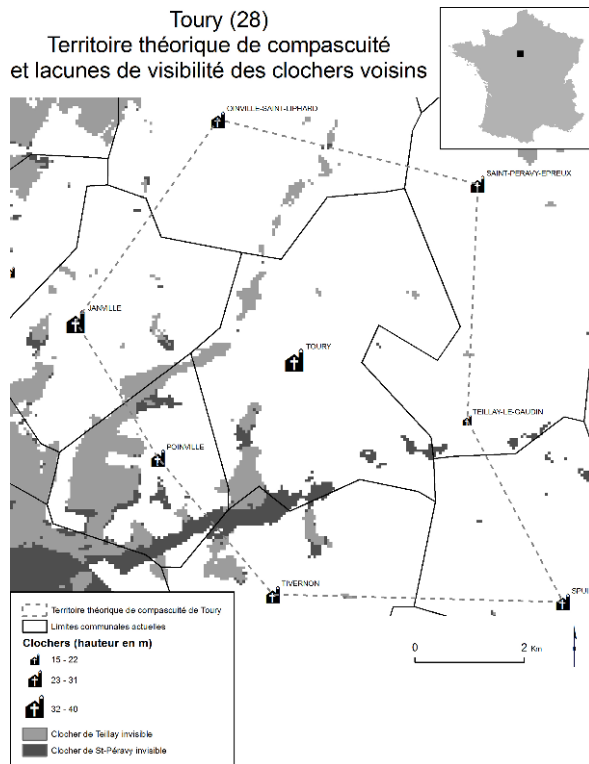 Toury (28)
Territoire théorique de compascuité
et lacunes de visibilité des clochers voisins
OINVILLE-SAINT-LIPHARD
SAINT-PERAVY-EPREUX
JANVILLE
TOURY
TEILLAY-LE-GAUDIN
POINVILLE
TIVERNON
SPUI
Territoire théorique de compascuité de Toury
Limites communales actuelles
Clochers (hauteur en m)
15 - 22
23 - 31
32 - 40
Clocher de Teillay invisible
Clocher de St-Péravy invisible
0 2 Km